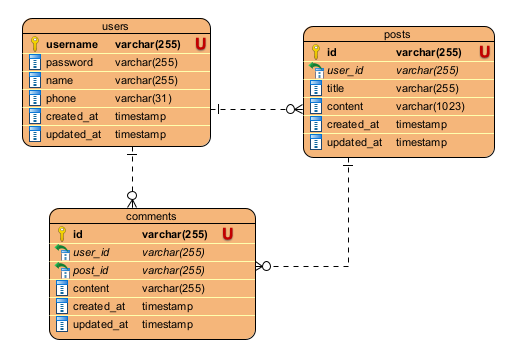 users
username varchar(255) U
password varchar(255)
name varchar(255)
phone varchar(31)
created_at timestamp
updated_at timestamp
posts
id varchar(255) U
user_id varchar(255)
title varchar(255)
content varchar(1023)
created_at timestamp
updated_at timestamp
comments
id varchar(255) U
user_id varchar(255)
post_id varchar(255)
content varchar(255)
created_at timestamp
updated_at timestamp